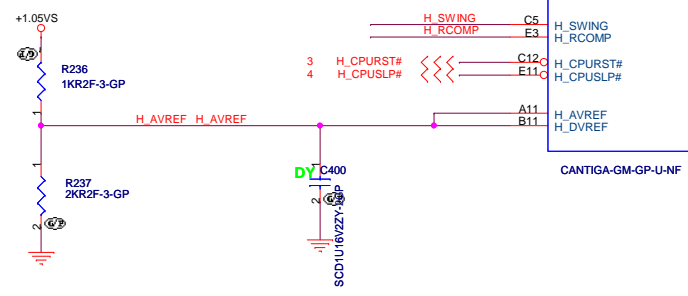 +1.05VS
H_SWING C5 H_SWING
H_RCOMP E3 H_RCOMP
R236
1KR2F-3-GP
1
3 H_CPURST# C12 H_CPURST#
4 H_CPUSLP# E11 H_CPUSLP#
H_AVREF H_AVREF
A11 H_AVREF
B11 H_DVREF
CANTIGA-GM-GP-U-NF
1
R237
2KR2F-3-GP
2
DY
1
C400
2
SCD1U16V2ZY-2GP